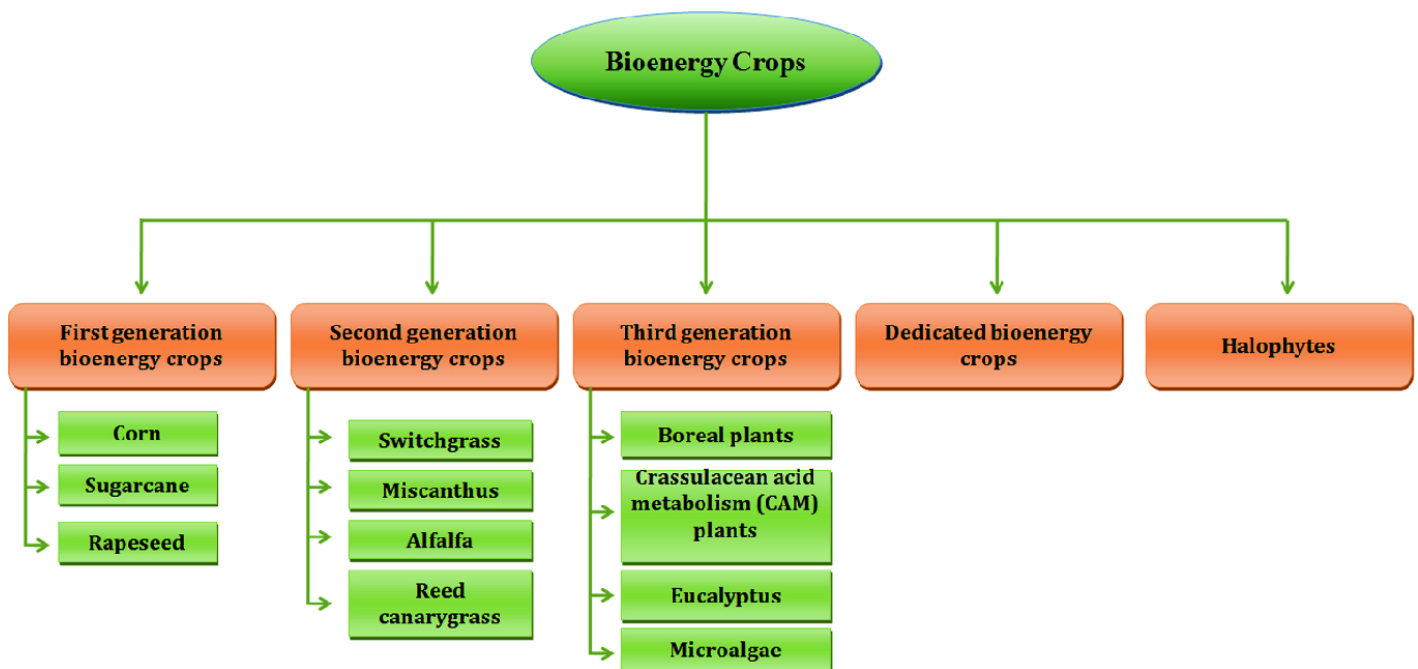 Bioenergy Crops
First generation
bioenergy crops
Second generation
bioenergy crops
Third generation
bioenergy crops
Dedicated bioenergy
crops
Halophytes
Corn
Sugarcane
Rapeseed
Switchgrass
Miscanthus
Alfalfa
Reed
canarygrass
Boreal plants
Crassulacean acid
metabolism (CAM)
plants
Eucalyptus
Microalgae